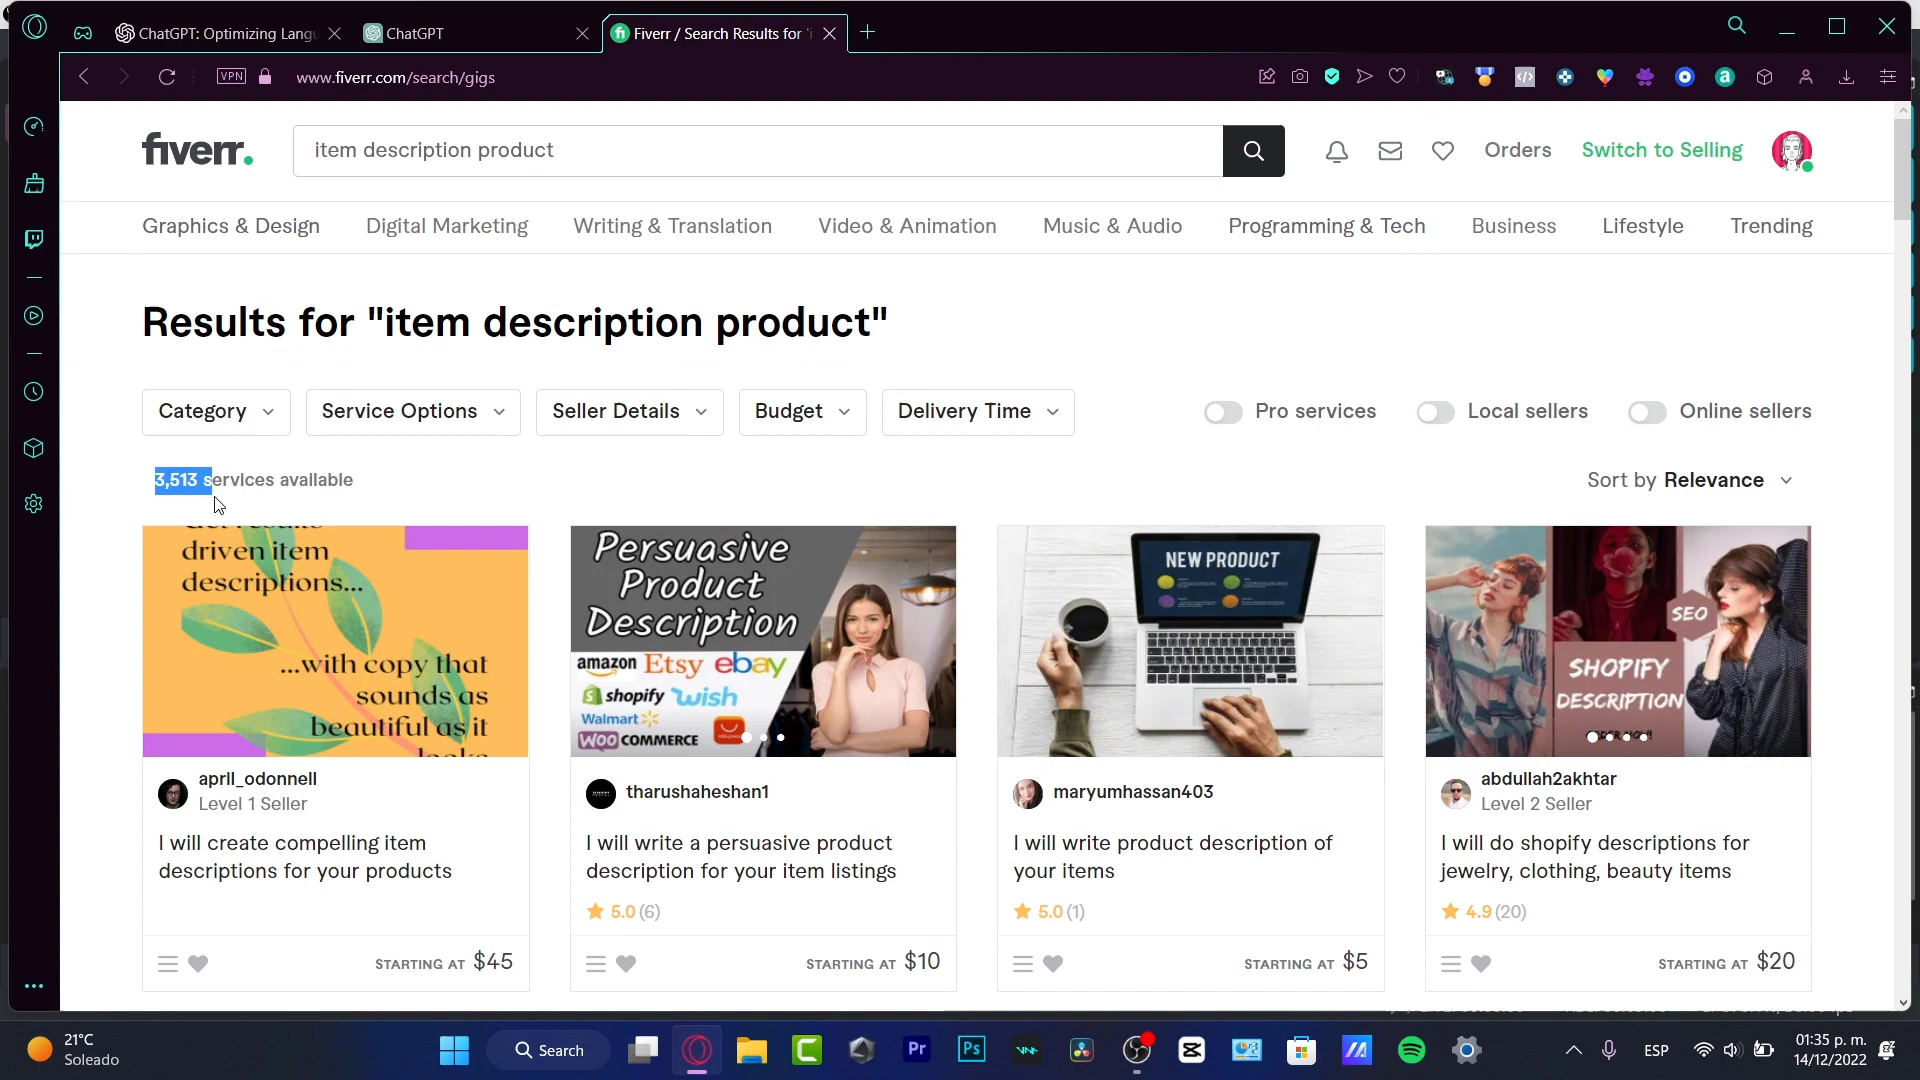 ChatGPT: Optimizing Langu
ChatGPT
Fiverr / Search Results for 'i
VPN
www.fiverr.com/search/gigs
fiverr.
item description product
Orders
Switch to Selling
Graphics & Design
Digital Marketing
Writing & Translation
Video & Animation
Music & Audio
Programming & Tech
Business
Lifestyle
Trending
Results for "item description product"
Category
Service Options
Seller Details
Budget
Delivery Time
Pro services
Local sellers
Online sellers
3,513 services available
Sort by Relevance
driven item
descriptions...
...with copy that
sounds as
beautiful as it
looks
Persuasive
Product
Description
amazon Etsy ebay
shopify wish
Walmart
WOO COMMERCE
NEW PRODUCT
SEO
SHOPIFY
DESCRIPTION
ORDER NOW!
april_odonnell
Level 1 Seller
I will create compelling item
descriptions for your products
STARTING AT $45
tharushaheshan1
I will write a persuasive product
description for your item listings
5.0 (6)
STARTING AT $10
maryumhassan403
I will write product description of
your items
5.0 (1)
STARTING AT $5
abdullah2akhtar
Level 2 Seller
I will do shopify descriptions for
jewelry, clothing, beauty items
4.9 (20)
STARTING AT $20
21°C
Soleado
Search
Pr
Ps
ESP
01:35 p. m.
14/12/2022